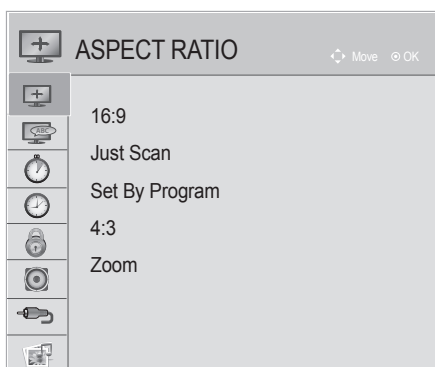 ASPECT RATIO
Move OK
ABC
16:9
Just Scan
Set By Program
4:3
Zoom